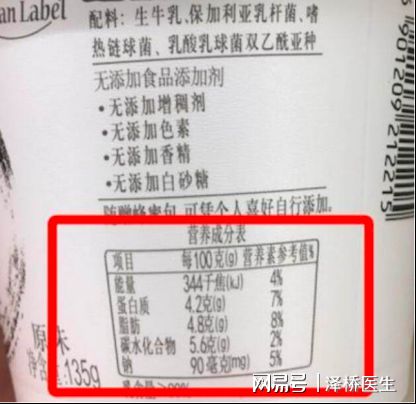 an Label
配料：生牛乳、保加利亚乳杆菌、嗜
热链球菌、乳酸乳球菌双乙酰亚种
无添加食品添加剂
•无添加增稠剂
•无添加色素
•无添加香精
•无添加白砂糖
随赠蜂蜜包，可凭个人喜好自行添加.
营养成分表
项目 每100克(g) 营养素参考值%
能量 344千焦(kJ) 4%
蛋白质 4.2克(g) 7%
脂肪 4.8克(g) 8%
碳水化合物 5.6克(g) 2%
钠 90毫克(mg) 5%
原味
净含量:135g
6901209212215
网易号 | 泽桥医生